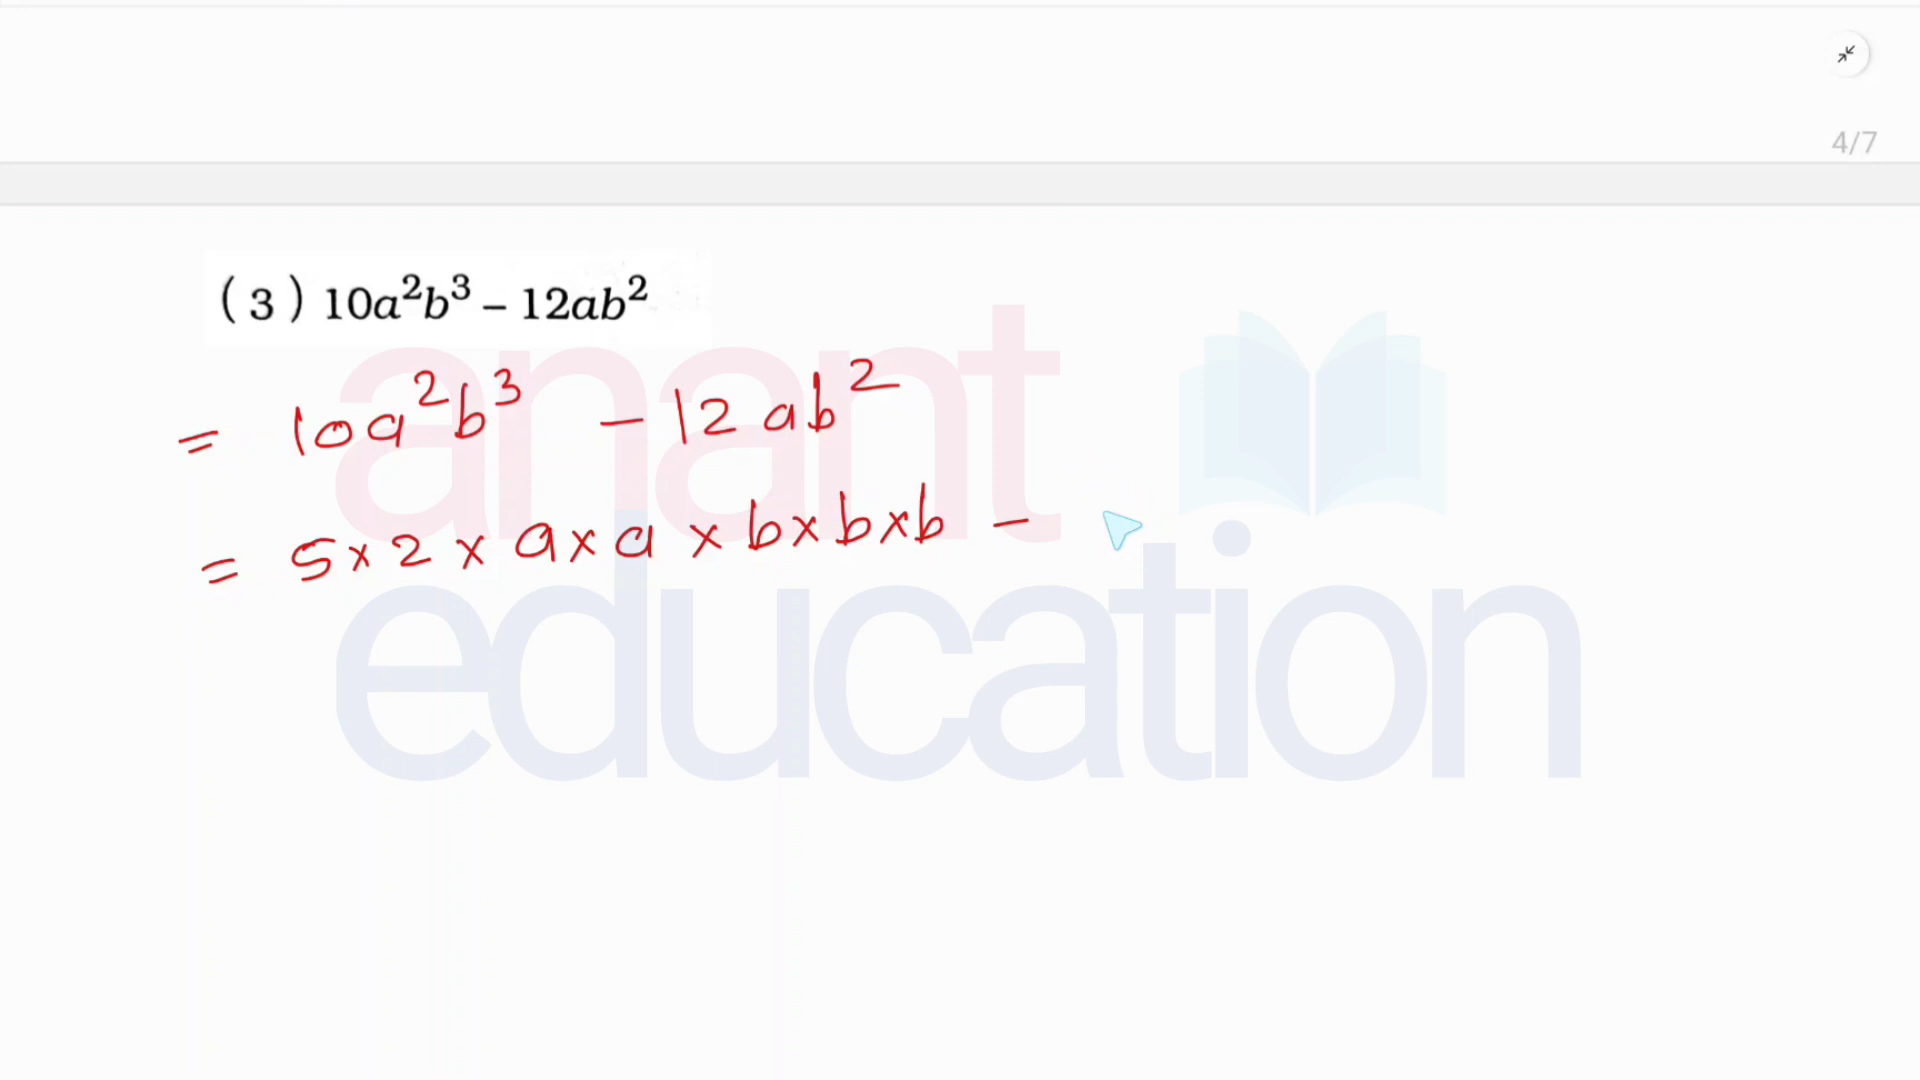 4/7
(3) 10a²b³ – 12ab²
= 10a²b³ – 12ab²
= 5×2×a×a×b×b×b –
anant
education